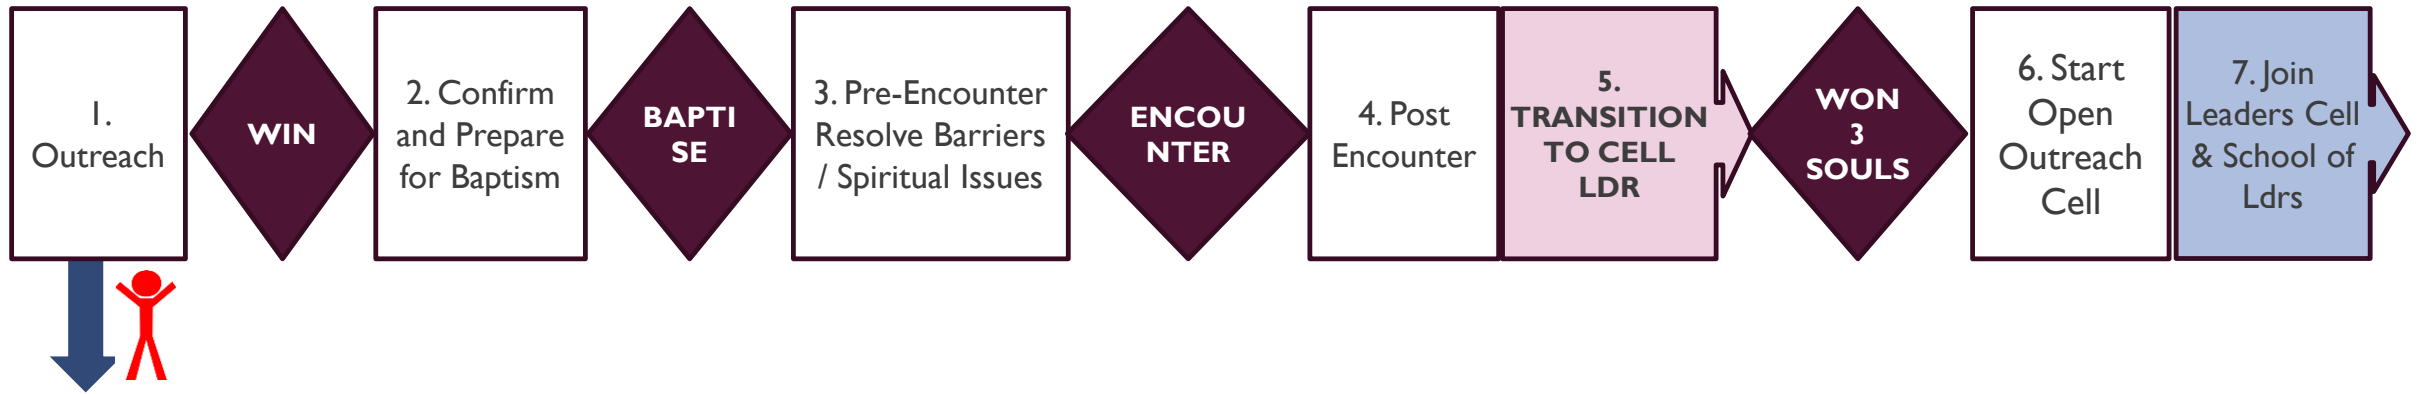 1.
Outreach
WIN
2. Confirm
and Prepare
for Baptism
BAPTI
SE
3. Pre-Encounter
Resolve Barriers
/ Spiritual Issues
ENCOU
NTER
4. Post
Encounter
5.
TRANSITION
TO CELL
LDR
WON
3
SOULS
6. Start
Open
Outreach
Cell
7. Join
Leaders Cell
& School of
Ldrs